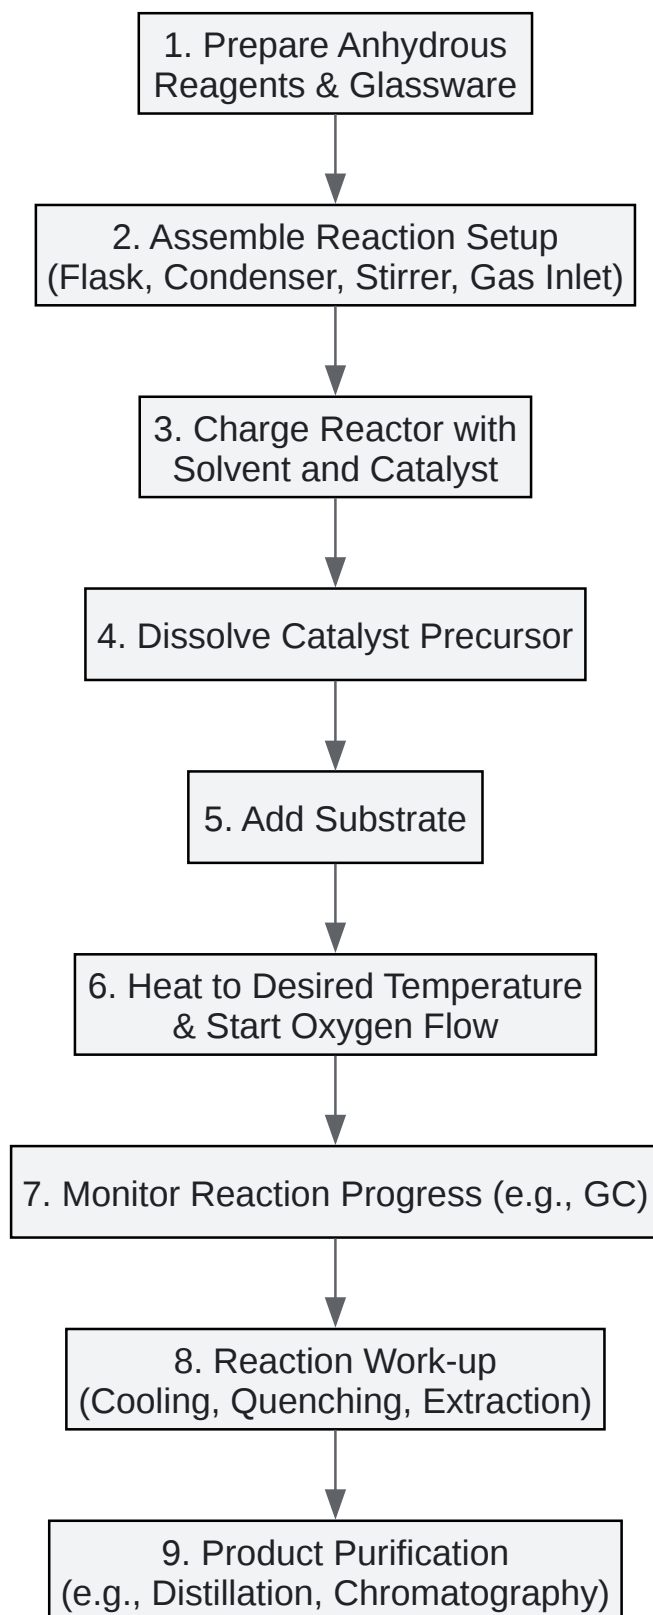 1. Prepare Anhydrous
Reagents & Glassware
2. Assemble Reaction Setup
(Flask, Condenser, Stirrer, Gas Inlet)
3. Charge Reactor with
Solvent and Catalyst
4. Dissolve Catalyst Precursor
5. Add Substrate
6. Heat to Desired Temperature
& Start Oxygen Flow
7. Monitor Reaction Progress (e.g., GC)
8. Reaction Work-up
(Cooling, Quenching, Extraction)
9. Product Purification
(e.g., Distillation, Chromatography)